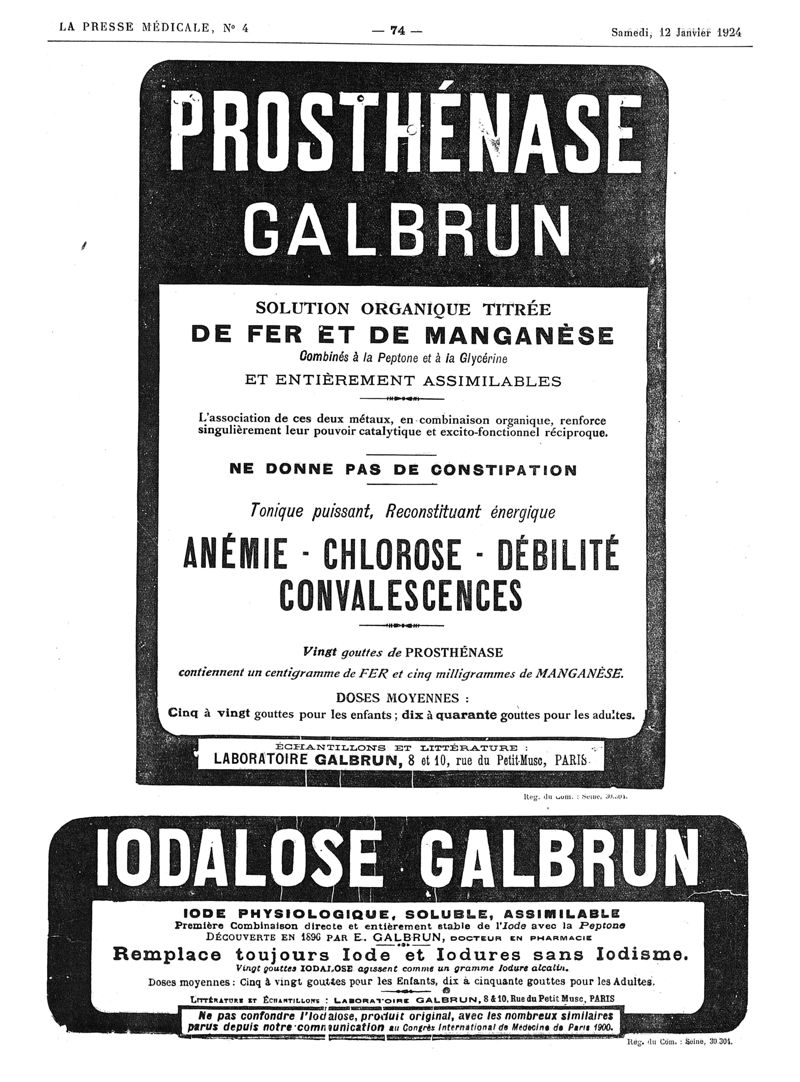 LA PRESSE MÉDICALE, N° 4
— 74 —
Samedi, 12 Janvier 1924
PROSTHÉNASE
GALBRUN
SOLUTION ORGANIQUE TITRÉE
DE FER ET DE MANGANÈSE
Combinés à la Peptone et à la Glycérine
ET ENTIÈREMENT ASSIMILABLES
L'association de ces deux métaux, en combinaison organique, renforce
singulièrement leur pouvoir catalytique et excito-fonctionnel réciproque.
NE DONNE PAS DE CONSTIPATION
Tonique puissant, Reconstituant énergique
ANÉMIE - CHLOROSE - DÉBILITÉ
CONVALESCENCES
Vingt gouttes de PROSTHÉNASE
contiennent un centigramme de FER et cinq milligrammes de MANGANÈSE.
DOSES MOYENNES :
Cinq à vingt gouttes pour les enfants ; dix à quarante gouttes pour les adultes.
ÉCHANTILLONS ET LITTÉRATURE :
LABORATOIRE GALBRUN, 8 et 10, rue du Petit-Musc, PARIS
Reg. du Com. : Seine, 30.304.
IODALOSE GALBRUN
IODE PHYSIOLOGIQUE, SOLUBLE, ASSIMILABLE
Première Combinaison directe et entièrement stable de l'Iode avec la Peptone
DÉCOUVERTE EN 1896 PAR E. GALBRUN, DOCTEUR EN PHARMACIE
Remplace toujours Iode et Iodures sans Iodisme.
Vingt gouttes IODALOSE agissent comme un gramme Iodure alcalin.
Doses moyennes : Cinq à vingt gouttes pour les Enfants, dix à cinquante gouttes pour les Adultes.
LITTÉRATURE ET ÉCHANTILLONS : LABORATOIRE GALBRUN, 8 & 10, Rue du Petit Musc, PARIS
Ne pas confondre l'Iodalose, produit original, avec les nombreux similaires
parus depuis notre communication au Congrès International de Medecine de Paris 1900.
Reg. du Com. : Seine, 30.304.